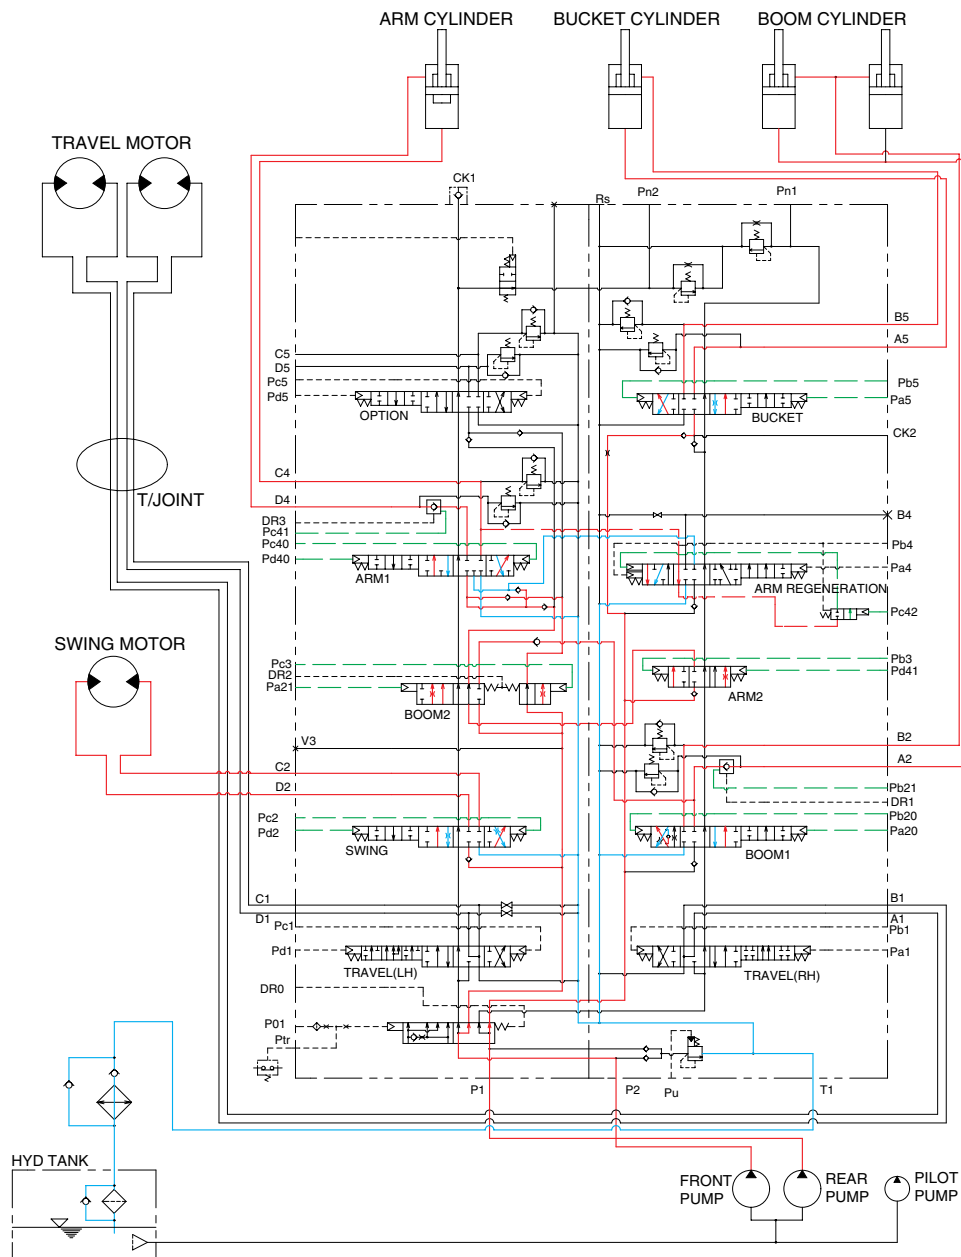 ARM CYLINDER
BUCKET CYLINDER
BOOM CYLINDER
TRAVEL MOTOR
CK1
Rs
Pn2
Pn1
B5
C5
A5
D5
Pc5
Pb5
Pd5
Pa5
OPTION
BUCKET
CK2
C4
T/JOINT
D4
DR3
B4
Pc41
Pc40
Pb4
Pd40
Pa4
ARM1
ARM REGENERATION
Pc42
SWING MOTOR
Pc3
Pb3
DR2
Pd41
Pa21
ARM2
BOOM2
V3
B2
C2
A2
D2
Pb21
DR1
Pc2
Pb20
Pd2
Pa20
SWING
BOOM1
C1
B1
D1
A1
Pc1
Pb1
Pd1
Pa1
TRAVEL(LH)
TRAVEL(RH)
DR0
P01
Ptr
P1
P2
Pu
T1
HYD TANK
FRONT
PUMP
REAR
PUMP
PILOT
PUMP